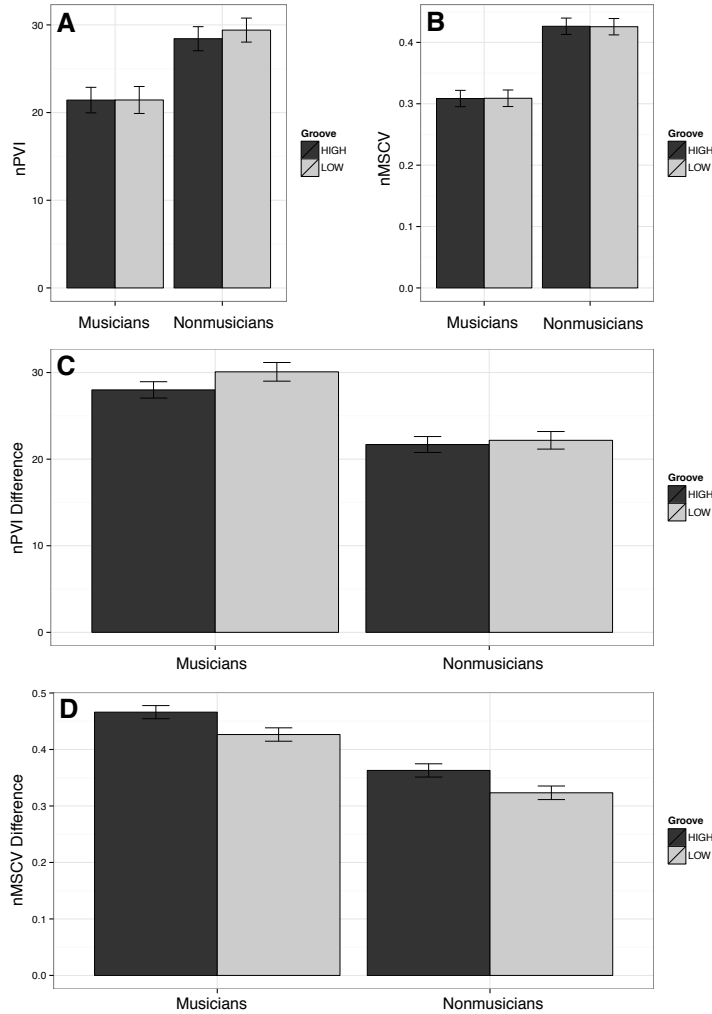 A
30
20
10
0
nPVI
Musicians
Nonmusicians
Groove
HIGH
LOW
B
0.4
0.3
0.2
0.1
0.0
nMSCV
Musicians
Nonmusicians
Groove
HIGH
LOW
C
30
20
10
0
nPVI Difference
Musicians
Nonmusicians
Groove
HIGH
LOW
D
0.5
0.4
0.3
0.2
0.1
0.0
nMSCV Difference
Musicians
Nonmusicians
Groove
HIGH
LOW